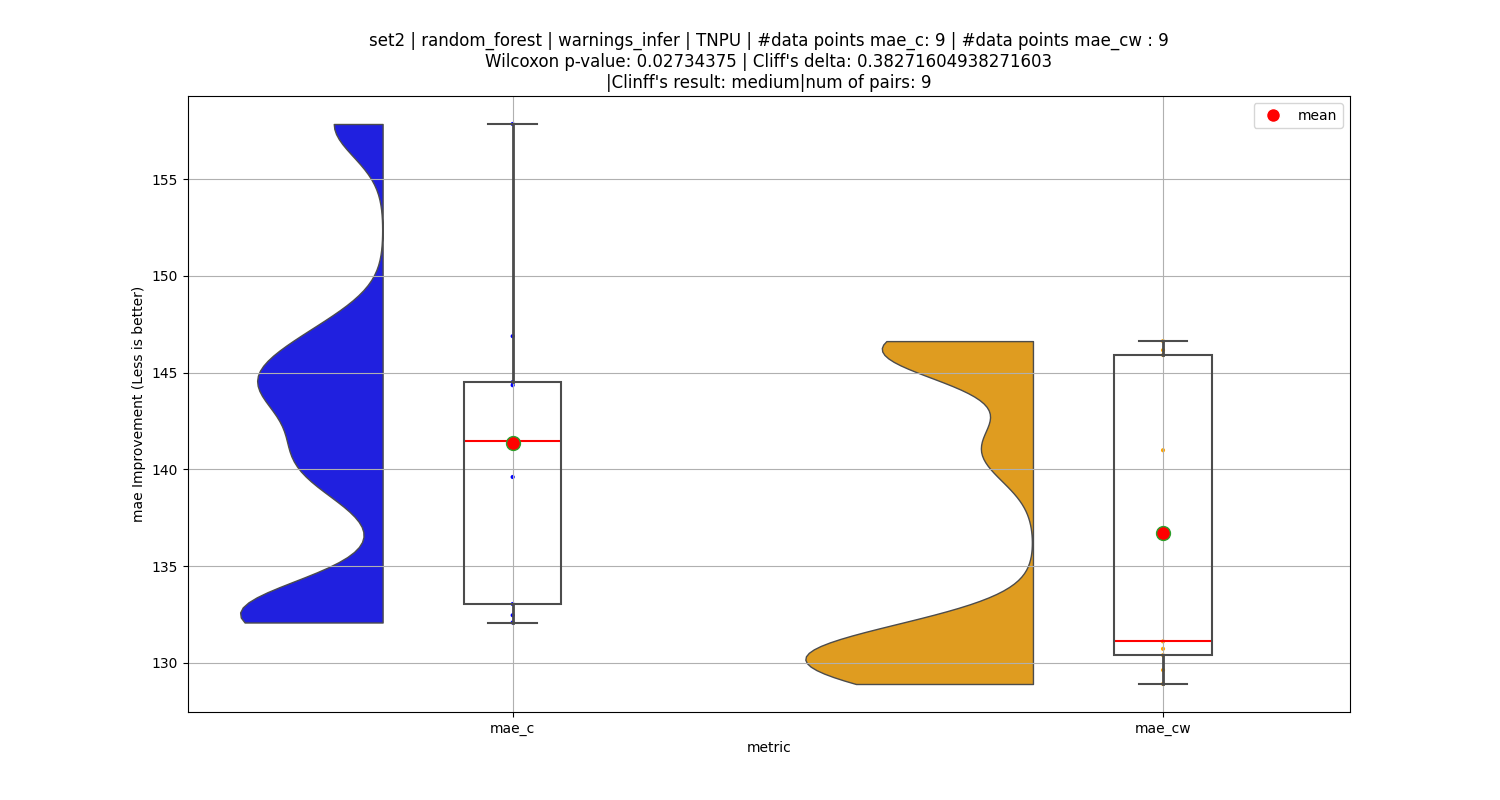 set2 | random_forest | warnings_infer | TNPU | #data points mae_c: 9 | #data points mae_cw : 9
Wilcoxon p-value: 0.02734375 | Cliff's delta: 0.38271604938271603
|Clinff's result: medium|num of pairs: 9
mean
155
150
145
140
135
130
mae Improvement (Less is better)
mae_c
mae_cw
metric